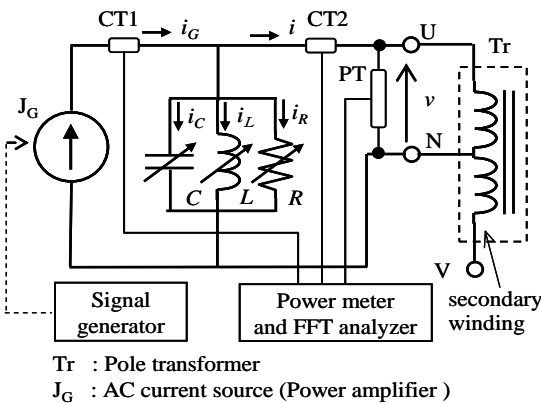 CT1
i_G
i
CT2
U
Tr
PT
J_G
v
i_C
i_L
i_R
N
C
L
R
V
Signal
generator
Power meter
and FFT analyzer
secondary
winding
Tr : Pole transformer
J_G : AC current source (Power amplifier )